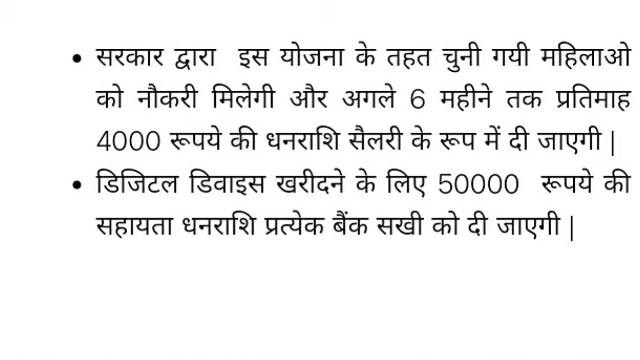 • सरकार द्वारा इस योजना के तहत चुनी गयी महिलाओ
को नौकरी मिलेगी और अगले 6 महीने तक प्रतिमाह
4000 रूपये की धनराशि सैलरी के रूप में दी जाएगी |
• डिजिटल डिवाइस खरीदने के लिए 50000 रूपये की
सहायता धनराशि प्रत्येक बैंक सखी को दी जाएगी |